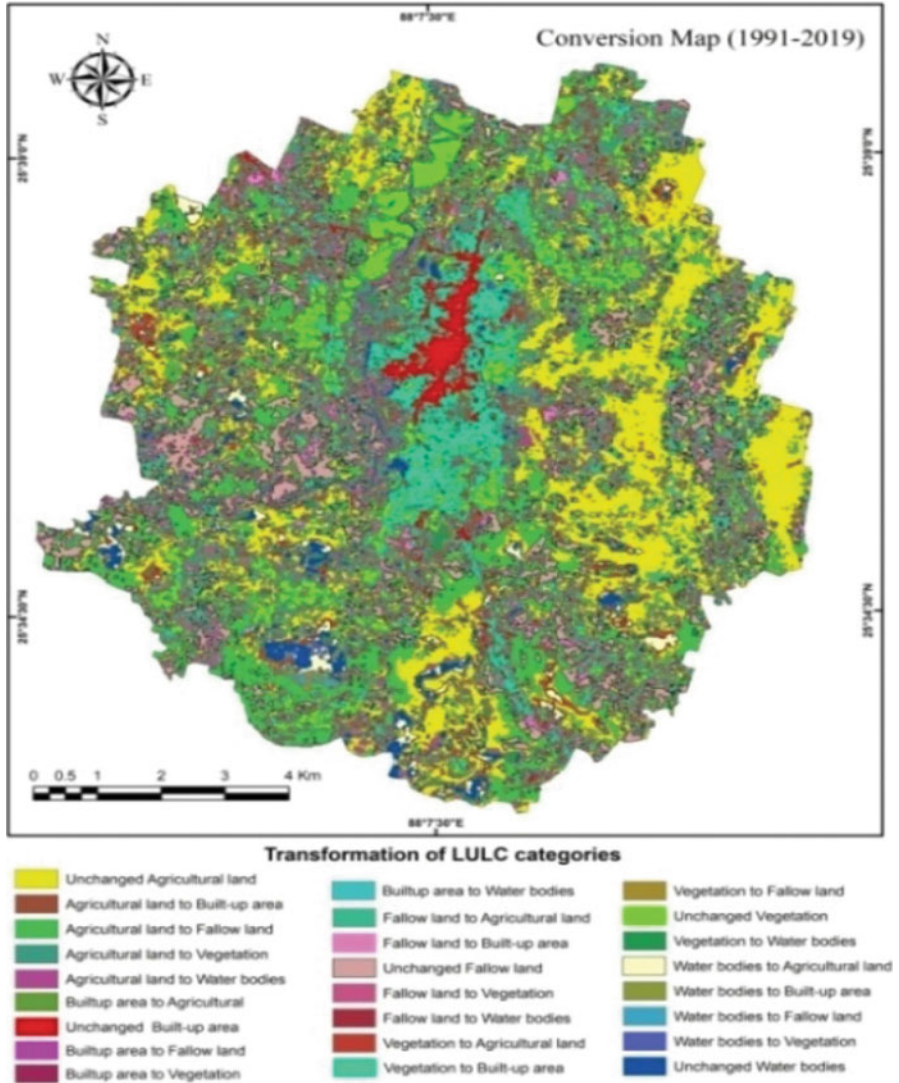 88°7'30"E
Conversion Map (1991-2019)
N
W E
S
25°38'0"N
25°38'0"N
25°34'30"N
25°34'30"N
0 0.5 1 2 3 4 Km
88°7'30"E
Transformation of LULC categories
Unchanged Agricultural land
Agricultural land to Built-up area
Agricultural land to Fallow land
Agricultural land to Vegetation
Agricultural land to Water bodies
Builtup area to Agricultural
Unchanged Built-up area
Builtup area to Fallow land
Builtup area to Vegetation
Builtup area to Water bodies
Fallow land to Agricultural land
Fallow land to Built-up area
Unchanged Fallow land
Fallow land to Vegetation
Fallow land to Water bodies
Vegetation to Agricultural land
Vegetation to Built-up area
Vegetation to Fallow land
Unchanged Vegetation
Vegetation to Water bodies
Water bodies to Agricultural land
Water bodies to Built-up area
Water bodies to Fallow land
Water bodies to Vegetation
Unchanged Water bodies